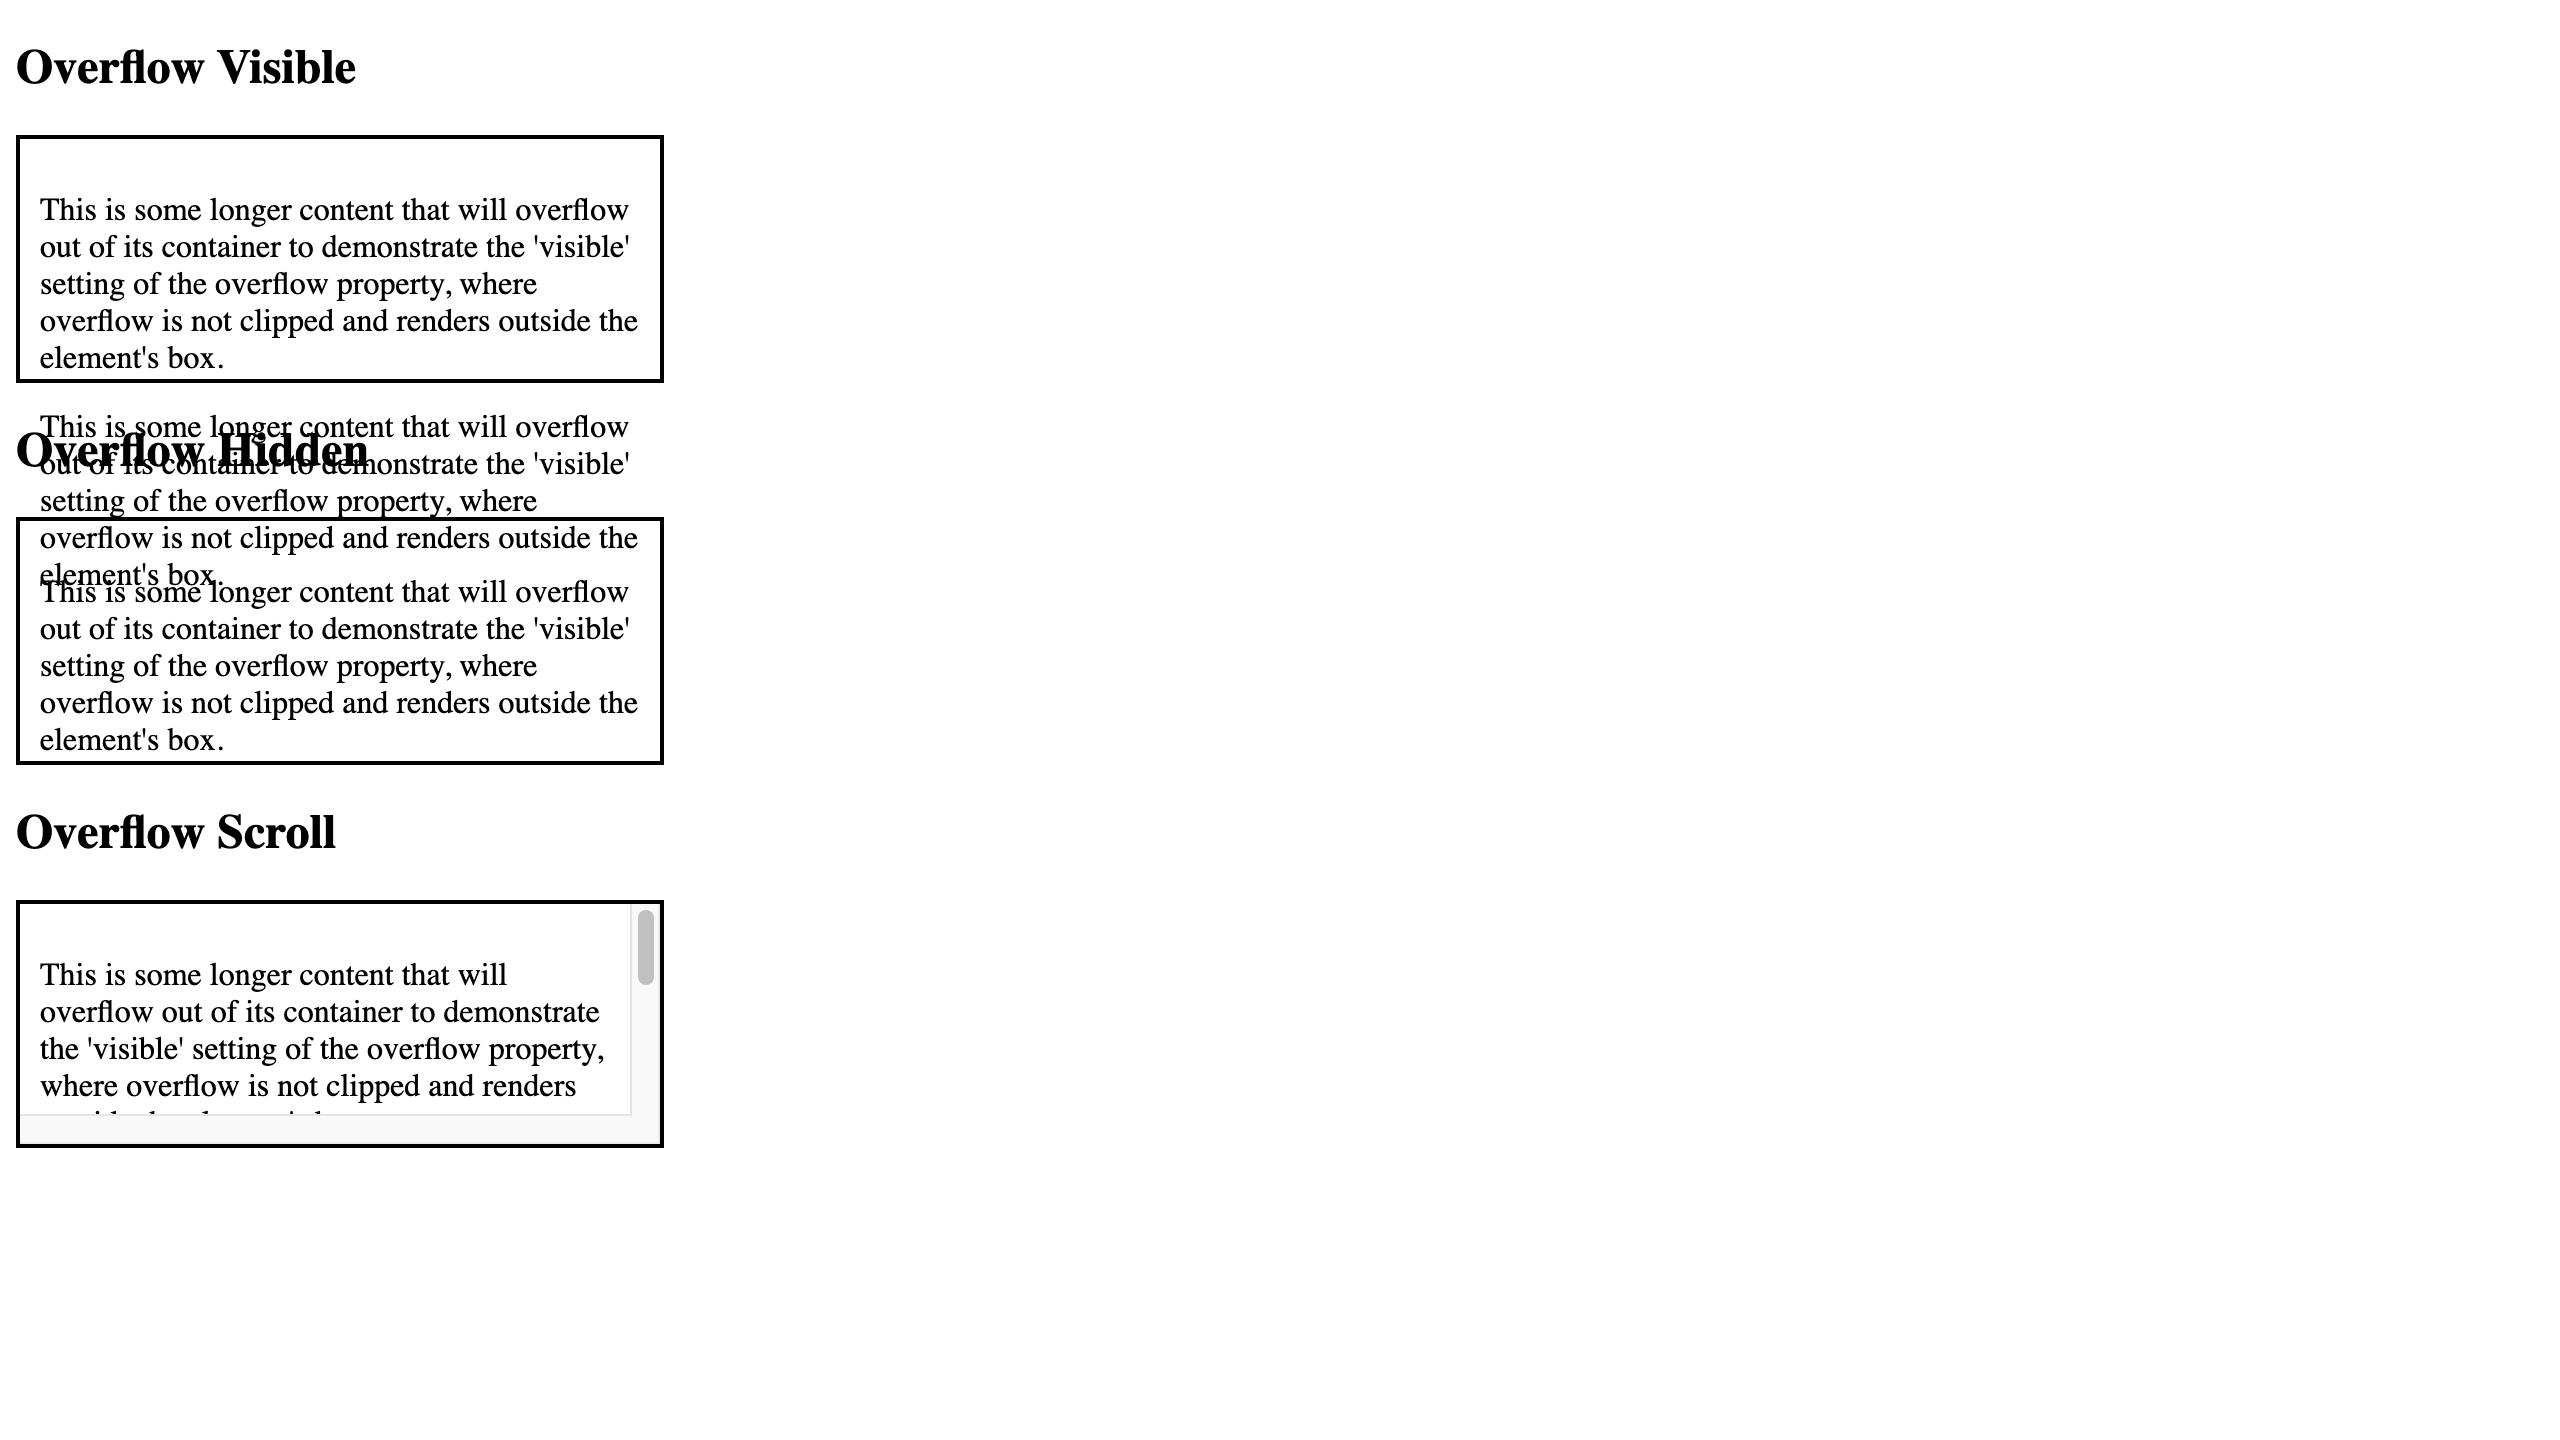 Overflow Visible
This is some longer content that will overflow
out of its container to demonstrate the 'visible'
setting of the overflow property, where
overflow is not clipped and renders outside the
element's box.
This is some longer content that will overflow
Overflow Hidden
out of its container to demonstrate the 'visible'
setting of the overflow property, where
overflow is not clipped and renders outside the
element's box.
This is some longer content that will overflow
out of its container to demonstrate the 'visible'
setting of the overflow property, where
overflow is not clipped and renders outside the
element's box.
Overflow Scroll
This is some longer content that will
overflow out of its container to demonstrate
the 'visible' setting of the overflow property,
where overflow is not clipped and renders